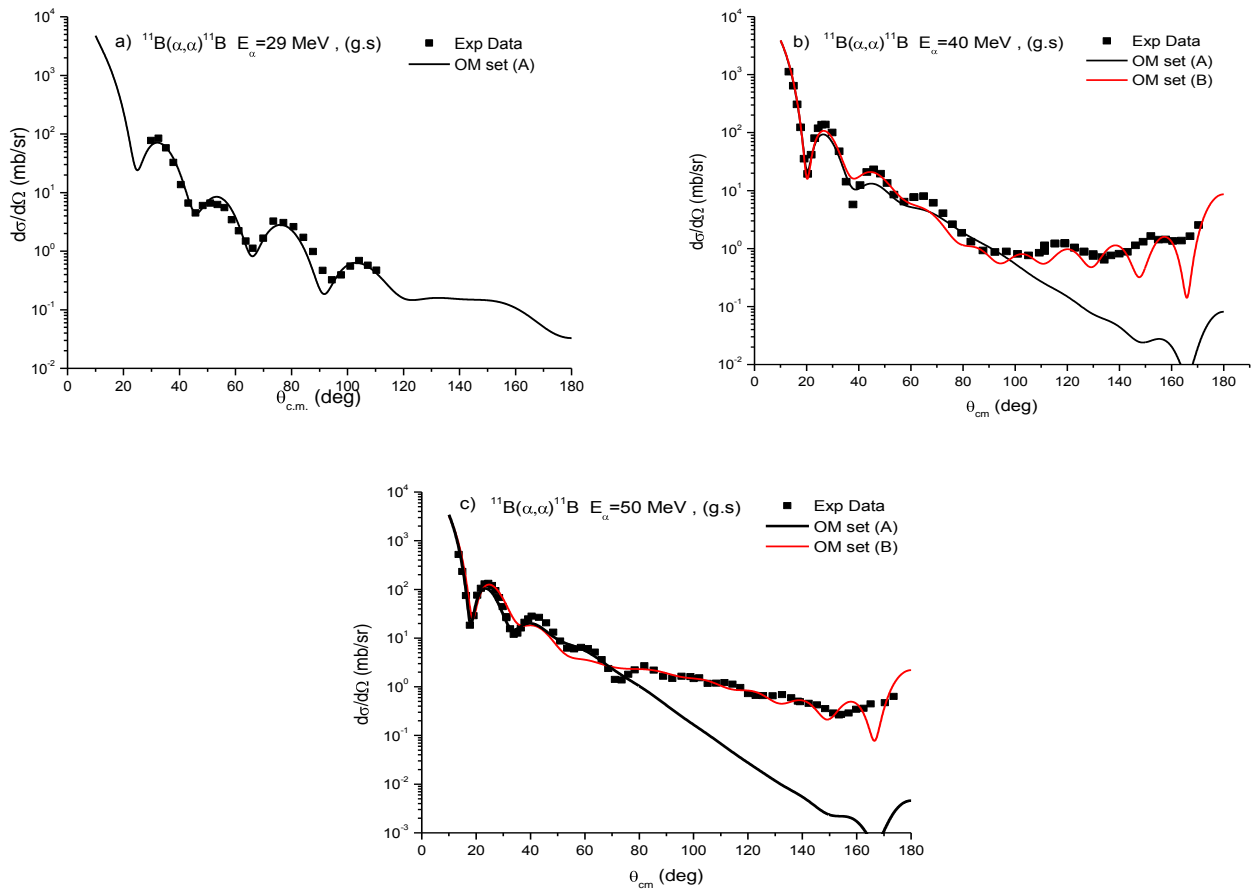 a) ¹¹B(α,α)¹¹B E_α=29 MeV , (g.s)
Exp Data
OM set (A)
dσ/dΩ (mb/sr)
10⁴
10³
10²
10¹
10⁰
10⁻¹
10⁻²
0 20 40 60 80 100 120 140 160 180
θ_c.m. (deg)
b) ¹¹B(α,α)¹¹B E_α=40 MeV , (g.s)
Exp Data
OM set (A)
OM set (B)
dσ/dΩ (mb/sr)
10⁴
10³
10²
10¹
10⁰
10⁻¹
10⁻²
0 20 40 60 80 100 120 140 160 180
θ_cm (deg)
c) ¹¹B(α,α)¹¹B E_α=50 MeV , (g.s)
Exp Data
OM set (A)
OM set (B)
dσ/dΩ (mb/sr)
10⁴
10³
10²
10¹
10⁰
10⁻¹
10⁻²
10⁻³
0 20 40 60 80 100 120 140 160 180
θ_cm (deg)